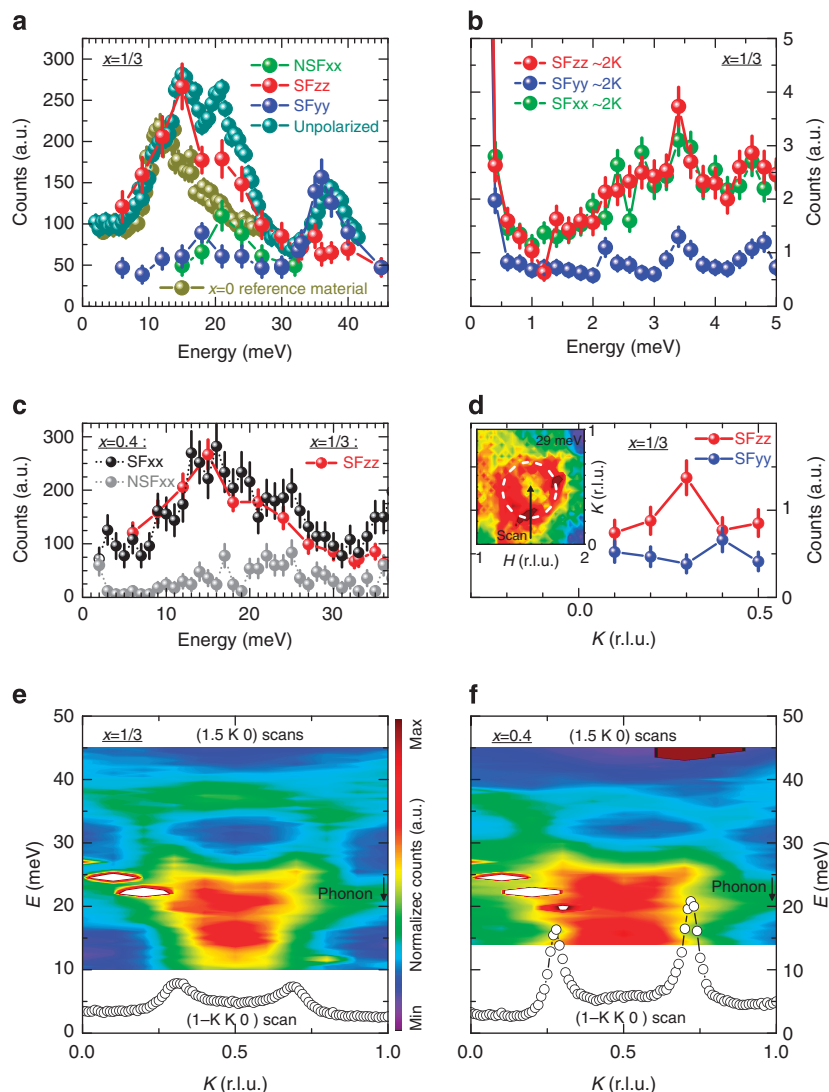 a
x=1/3
NSFxx
SFzz
SFyy
Unpolarized
x=0 reference material
Counts (a.u.)
300
250
200
150
100
50
0
0 10 20 30 40
Energy (meV)
b
SFzz ~2K
SFyy ~2K
SFxx ~2K
x=1/3
5
4
3
2
1
0
Counts (a.u.)
0 1 2 3 4 5
Energy (meV)
c
x=0.4 :
SFxx
NSFxx
x=1/3 :
SFzz
Counts (a.u.)
300
250
200
150
100
50
0
0 10 20 30
Energy (meV)
d
29 meV
Scan
1
0
K (r.l.u.)
1 2
H (r.l.u.)
x=1/3
SFzz
SFyy
1
0
Counts (a.u.)
0.0 0.5
K (r.l.u.)
e
x=1/3
(1.5 K 0) scans
Phonon
(1–K K 0 ) scan
E (meV)
50
40
30
20
10
0
0.0 0.5 1.0
K (r.l.u.)
Max
Normalizec counts (a.u.)
Min
f
x=0.4
(1.5 K 0) scans
Phonon
(1–K K 0 ) scan
50
40
30
20
10
0
E (meV)
0.0 0.5 1.0
K (r.l.u.)